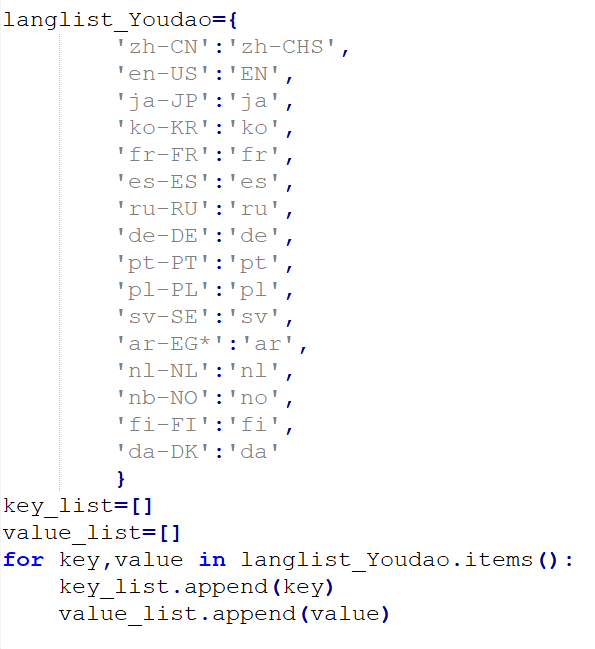 langlist_Youdao={
        'zh-CN':'zh-CHS',
        'en-US':'EN',
        'ja-JP':'ja',
        'ko-KR':'ko',
        'fr-FR':'fr',
        'es-ES':'es',
        'ru-RU':'ru',
        'de-DE':'de',
        'pt-PT':'pt',
        'pl-PL':'pl',
        'sv-SE':'sv',
        'ar-EG*':'ar',
        'nl-NL':'nl',
        'nb-NO':'no',
        'fi-FI':'fi',
        'da-DK':'da'
        }
key_list=[]
value_list=[]
for key,value in langlist_Youdao.items():
    key_list.append(key)
    value_list.append(value)